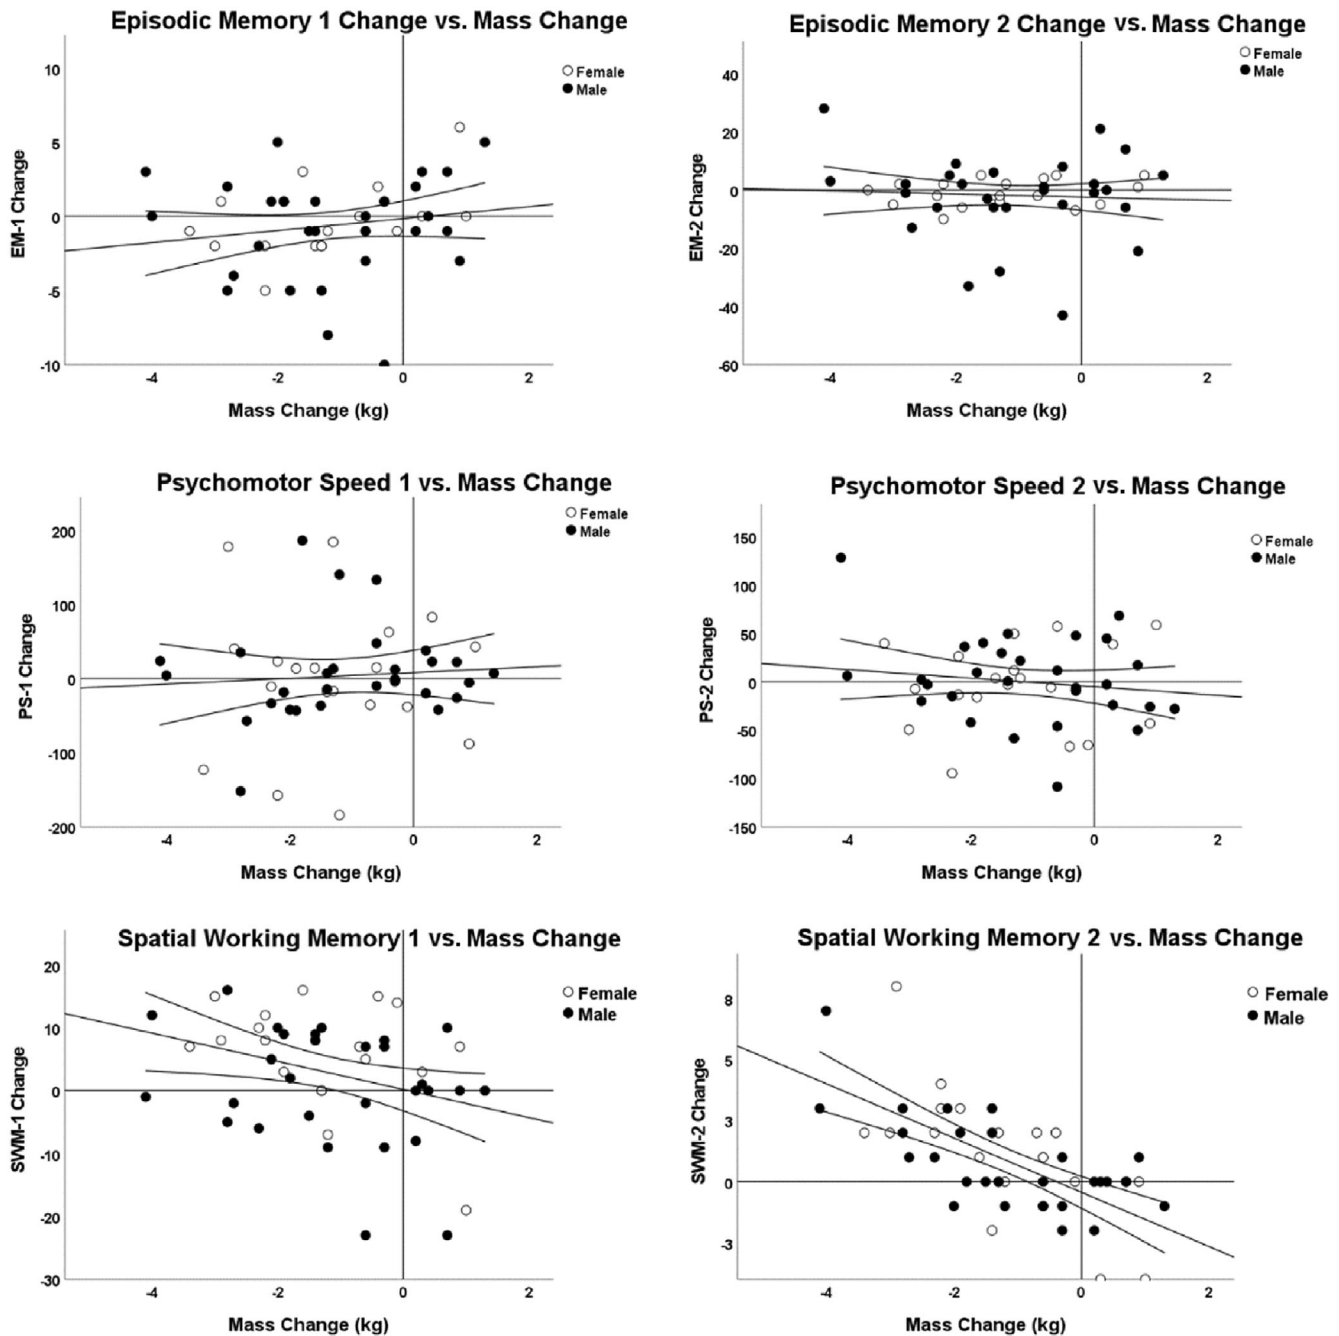 Episodic Memory 1 Change vs. Mass Change
Female
Male
10
5
0
-5
-10
EM-1 Change
-4 -2 0 2
Mass Change (kg)
Episodic Memory 2 Change vs. Mass Change
Female
Male
40
20
0
-20
-40
-60
EM-2 Change
-4 -2 0 2
Mass Change (kg)
Psychomotor Speed 1 vs. Mass Change
Female
Male
200
100
0
-100
-200
PS-1 Change
-4 -2 0 2
Mass Change (kg)
Psychomotor Speed 2 vs. Mass Change
Female
Male
150
100
50
0
-50
-100
-150
PS-2 Change
-4 -2 0 2
Mass Change (kg)
Spatial Working Memory 1 vs. Mass Change
Female
Male
20
10
0
-10
-20
-30
SWM-1 Change
-4 -2 0 2
Mass Change (kg)
Spatial Working Memory 2 vs. Mass Change
Female
Male
8
5
3
0
-3
SWM-2 Change
-4 -2 0 2
Mass Change (kg)